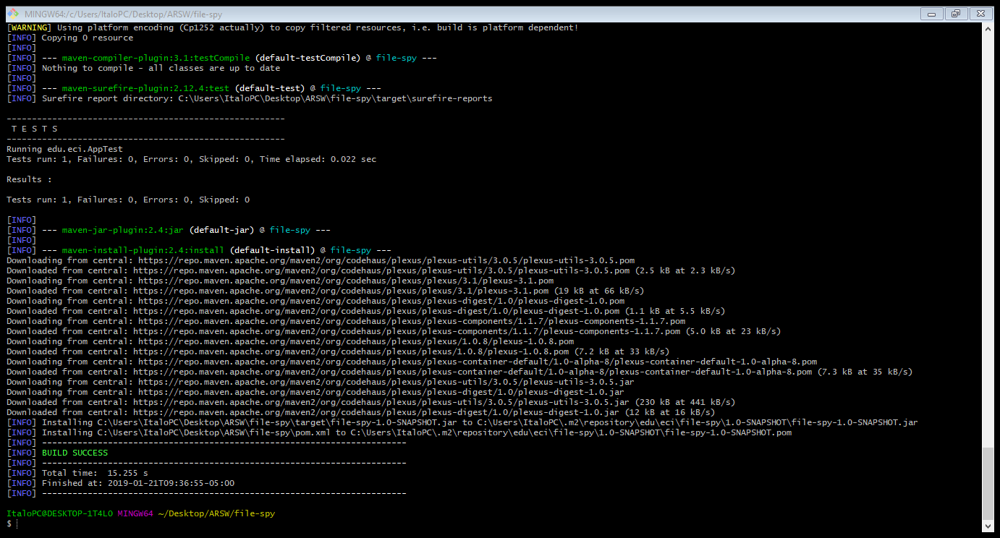 MINGW64:/c/Users/ItaloPC/Desktop/ARSW/file-spy
[WARNING] Using platform encoding (Cp1252 actually) to copy filtered resources, i.e. build is platform dependent!
[INFO] Copying 0 resource
[INFO]
[INFO] --- maven-compiler-plugin:3.1:testCompile (default-testCompile) @ file-spy ---
[INFO] Nothing to compile - all classes are up to date
[INFO]
[INFO] --- maven-surefire-plugin:2.12.4:test (default-test) @ file-spy ---
[INFO] Surefire report directory: C:\Users\ItaloPC\Desktop\ARSW\file-spy\target\surefire-reports
-------------------------------------------------------
T E S T S
-------------------------------------------------------
Running edu.eci.AppTest
Tests run: 1, Failures: 0, Errors: 0, Skipped: 0, Time elapsed: 0.022 sec
Results :
Tests run: 1, Failures: 0, Errors: 0, Skipped: 0
[INFO]
[INFO] --- maven-jar-plugin:2.4:jar (default-jar) @ file-spy ---
[INFO]
[INFO] --- maven-install-plugin:2.4:install (default-install) @ file-spy ---
Downloading from central: https://repo.maven.apache.org/maven2/org/codehaus/plexus/plexus-utils/3.0.5/plexus-utils-3.0.5.pom
Downloaded from central: https://repo.maven.apache.org/maven2/org/codehaus/plexus/plexus-utils/3.0.5/plexus-utils-3.0.5.pom (2.5 kB at 2.3 kB/s)
Downloading from central: https://repo.maven.apache.org/maven2/org/codehaus/plexus/plexus/3.1/plexus-3.1.pom
Downloaded from central: https://repo.maven.apache.org/maven2/org/codehaus/plexus/plexus/3.1/plexus-3.1.pom (19 kB at 66 kB/s)
Downloading from central: https://repo.maven.apache.org/maven2/org/codehaus/plexus/plexus-digest/1.0/plexus-digest-1.0.pom
Downloaded from central: https://repo.maven.apache.org/maven2/org/codehaus/plexus/plexus-digest/1.0/plexus-digest-1.0.pom (1.1 kB at 5.5 kB/s)
Downloading from central: https://repo.maven.apache.org/maven2/org/codehaus/plexus/plexus-components/1.1.7/plexus-components-1.1.7.pom
Downloaded from central: https://repo.maven.apache.org/maven2/org/codehaus/plexus/plexus-components/1.1.7/plexus-components-1.1.7.pom (5.0 kB at 23 kB/s)
Downloading from central: https://repo.maven.apache.org/maven2/org/codehaus/plexus/plexus/1.0.8/plexus-1.0.8.pom
Downloaded from central: https://repo.maven.apache.org/maven2/org/codehaus/plexus/plexus/1.0.8/plexus-1.0.8.pom (7.2 kB at 33 kB/s)
Downloading from central: https://repo.maven.apache.org/maven2/org/codehaus/plexus/plexus-container-default/1.0-alpha-8/plexus-container-default-1.0-alpha-8.pom
Downloaded from central: https://repo.maven.apache.org/maven2/org/codehaus/plexus/plexus-container-default/1.0-alpha-8/plexus-container-default-1.0-alpha-8.pom (7.3 kB at 35 kB/s)
Downloading from central: https://repo.maven.apache.org/maven2/org/codehaus/plexus/plexus-utils/3.0.5/plexus-utils-3.0.5.jar
Downloading from central: https://repo.maven.apache.org/maven2/org/codehaus/plexus/plexus-digest/1.0/plexus-digest-1.0.jar
Downloaded from central: https://repo.maven.apache.org/maven2/org/codehaus/plexus/plexus-utils/3.0.5/plexus-utils-3.0.5.jar (230 kB at 441 kB/s)
Downloaded from central: https://repo.maven.apache.org/maven2/org/codehaus/plexus/plexus-digest/1.0/plexus-digest-1.0.jar (12 kB at 16 kB/s)
[INFO] Installing C:\Users\ItaloPC\Desktop\ARSW\file-spy\target\file-spy-1.0-SNAPSHOT.jar to C:\Users\ItaloPC\.m2\repository\edu\eci\file-spy\1.0-SNAPSHOT\file-spy-1.0-SNAPSHOT.jar
[INFO] Installing C:\Users\ItaloPC\Desktop\ARSW\file-spy\pom.xml to C:\Users\ItaloPC\.m2\repository\edu\eci\file-spy\1.0-SNAPSHOT\file-spy-1.0-SNAPSHOT.pom
[INFO] ------------------------------------------------------------------------
[INFO] BUILD SUCCESS
[INFO] ------------------------------------------------------------------------
[INFO] Total time:  15.255 s
[INFO] Finished at: 2019-01-21T09:36:55-05:00
[INFO] ------------------------------------------------------------------------
ItaloPC@DESKTOP-1T4LO MINGW64 ~/Desktop/ARSW/file-spy
$